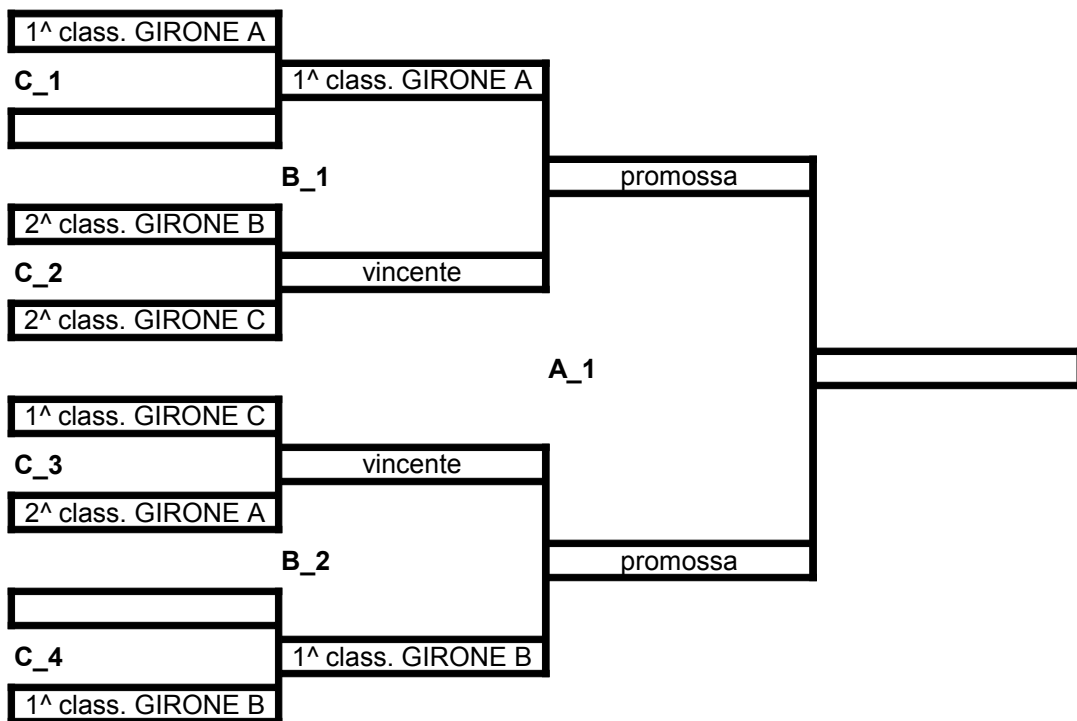 1^ class. GIRONE A
C_1
1^ class. GIRONE A
B_1
promossa
2^ class. GIRONE B
C_2
vincente
2^ class. GIRONE C
A_1
1^ class. GIRONE C
C_3
vincente
2^ class. GIRONE A
B_2
promossa
C_4
1^ class. GIRONE B
1^ class. GIRONE B